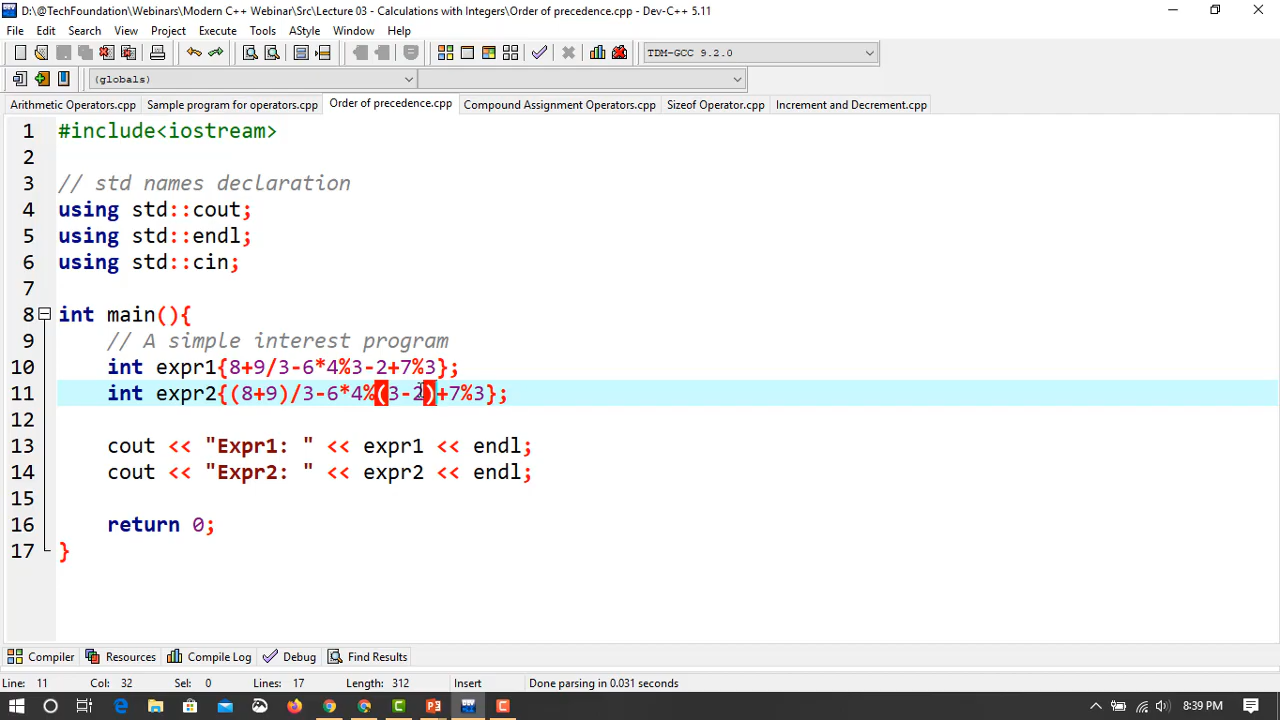 D:\@TechFoundation\Webinars\Modern C++ Webinar\Src\Lecture 03 - Calculations with Integers\Order of precedence.cpp - Dev-C++ 5.11
File Edit Search View Project Execute Tools AStyle Window Help
TDM-GCC 9.2.0
(globals)
Arithmetic Operators.cpp Sample program for operators.cpp Order of precedence.cpp Compound Assignment Operators.cpp Sizeof Operator.cpp Increment and Decrement.cpp
1 #include<iostream>
2
3 // std names declaration
4 using std::cout;
5 using std::endl;
6 using std::cin;
7
8 int main(){
9 // A simple interest program
10 int expr1{8+9/3-6*4%3-2+7%3};
11 int expr2{(8+9)/3-6*4%(3-2)+7%3};
12
13 cout << "Expr1: " << expr1 << endl;
14 cout << "Expr2: " << expr2 << endl;
15
16 return 0;
17 }
Compiler Resources Compile Log Debug Find Results
Line: 11 Col: 32 Sel: 0 Lines: 17 Length: 312 Insert Done parsing in 0.031 seconds
8:39 PM